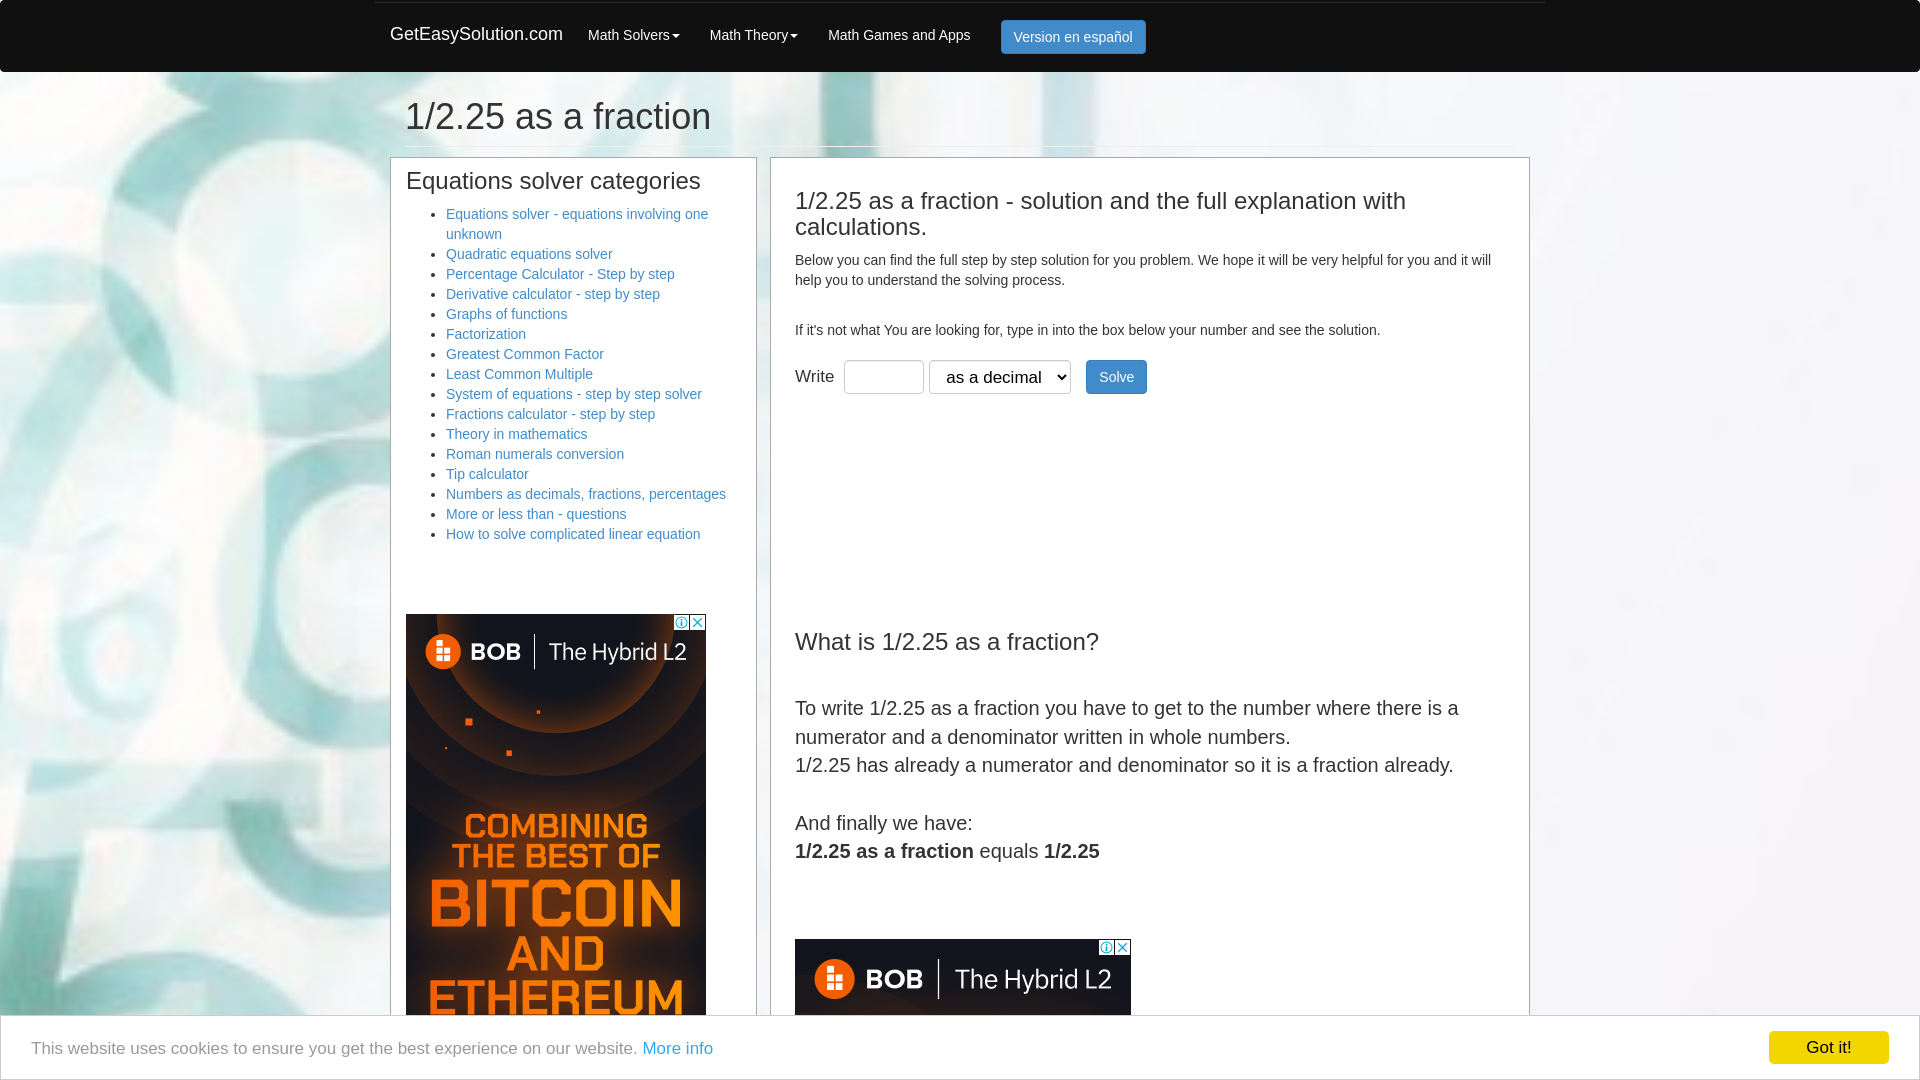 GetEasySolution.com
Math Solvers
Math Theory
Math Games and Apps
Version en español
1/2.25 as a fraction
Equations solver categories
Equations solver - equations involving one
unknown
Quadratic equations solver
Percentage Calculator - Step by step
Derivative calculator - step by step
Graphs of functions
Factorization
Greatest Common Factor
Least Common Multiple
System of equations - step by step solver
Fractions calculator - step by step
Theory in mathematics
Roman numerals conversion
Tip calculator
Numbers as decimals, fractions, percentages
More or less than - questions
How to solve complicated linear equation
BOB | The Hybrid L2
COMBINING
THE BEST OF
BITCOIN
AND
ETHEREUM
1/2.25 as a fraction - solution and the full explanation with
calculations.
Below you can find the full step by step solution for you problem. We hope it will be very helpful for you and it will
help you to understand the solving process.
If it's not what You are looking for, type in into the box below your number and see the solution.
Write
as a decimal
Solve
What is 1/2.25 as a fraction?
To write 1/2.25 as a fraction you have to get to the number where there is a
numerator and a denominator written in whole numbers.
1/2.25 has already a numerator and denominator so it is a fraction already.
And finally we have:
1/2.25 as a fraction equals 1/2.25
BOB | The Hybrid L2
This website uses cookies to ensure you get the best experience on our website. More info
Got it!